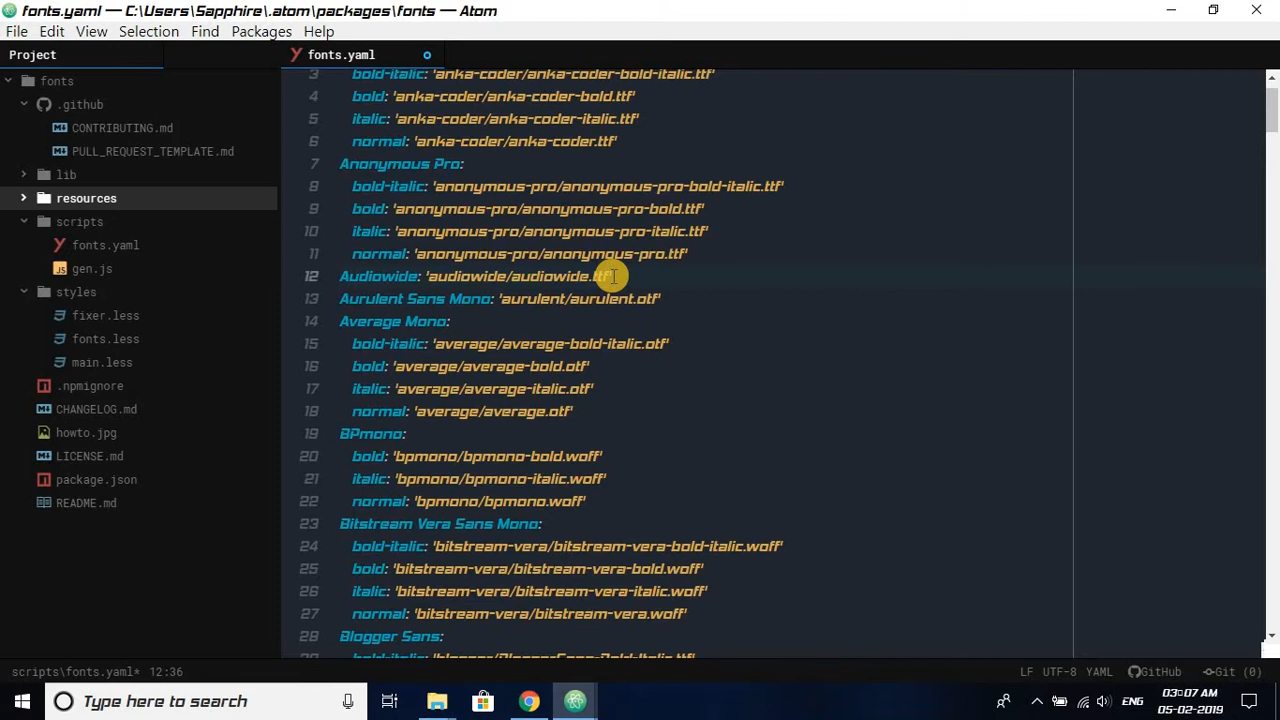 fonts.yaml — C:\Users\Sapphire\.atom\packages\fonts — Atom
File Edit View Selection Find Packages Help
Project
fonts.yaml
fonts
.github
CONTRIBUTING.md
PULL_REQUEST_TEMPLATE.md
lib
resources
scripts
fonts.yaml
gen.js
styles
fixer.less
fonts.less
main.less
.npmignore
CHANGELOG.md
howto.jpg
LICENSE.md
package.json
README.md
3 bold-italic: 'anka-coder/anka-coder-bold-italic.ttf'
4 bold: 'anka-coder/anka-coder-bold.ttf'
5 italic: 'anka-coder/anka-coder-italic.ttf'
6 normal: 'anka-coder/anka-coder.ttf'
7 Anonymous Pro:
8 bold-italic: 'anonymous-pro/anonymous-pro-bold-italic.ttf'
9 bold: 'anonymous-pro/anonymous-pro-bold.ttf'
10 italic: 'anonymous-pro/anonymous-pro-italic.ttf'
11 normal: 'anonymous-pro/anonymous-pro.ttf'
12 Audiowide: 'audiowide/audiowide.ttf'
13 Aurulent Sans Mono: 'aurulent/aurulent.otf'
14 Average Mono:
15 bold-italic: 'average/average-bold-italic.otf'
16 bold: 'average/average-bold.otf'
17 italic: 'average/average-italic.otf'
18 normal: 'average/average.otf'
19 BPmono:
20 bold: 'bpmono/bpmono-bold.woff'
21 italic: 'bpmono/bpmono-italic.woff'
22 normal: 'bpmono/bpmono.woff'
23 Bitstream Vera Sans Mono:
24 bold-italic: 'bitstream-vera/bitstream-vera-bold-italic.woff'
25 bold: 'bitstream-vera/bitstream-vera-bold.woff'
26 italic: 'bitstream-vera/bitstream-vera-italic.woff'
27 normal: 'bitstream-vera/bitstream-vera.woff'
28 Blogger Sans:
29 bold-italic: 'blogger/BloggerSans-BoldItalic.ttf'
scripts\fonts.yaml* 12:36 LF UTF-8 YAML GitHub Git (0)
Type here to search
ENG
03:07 AM
05-02-2019